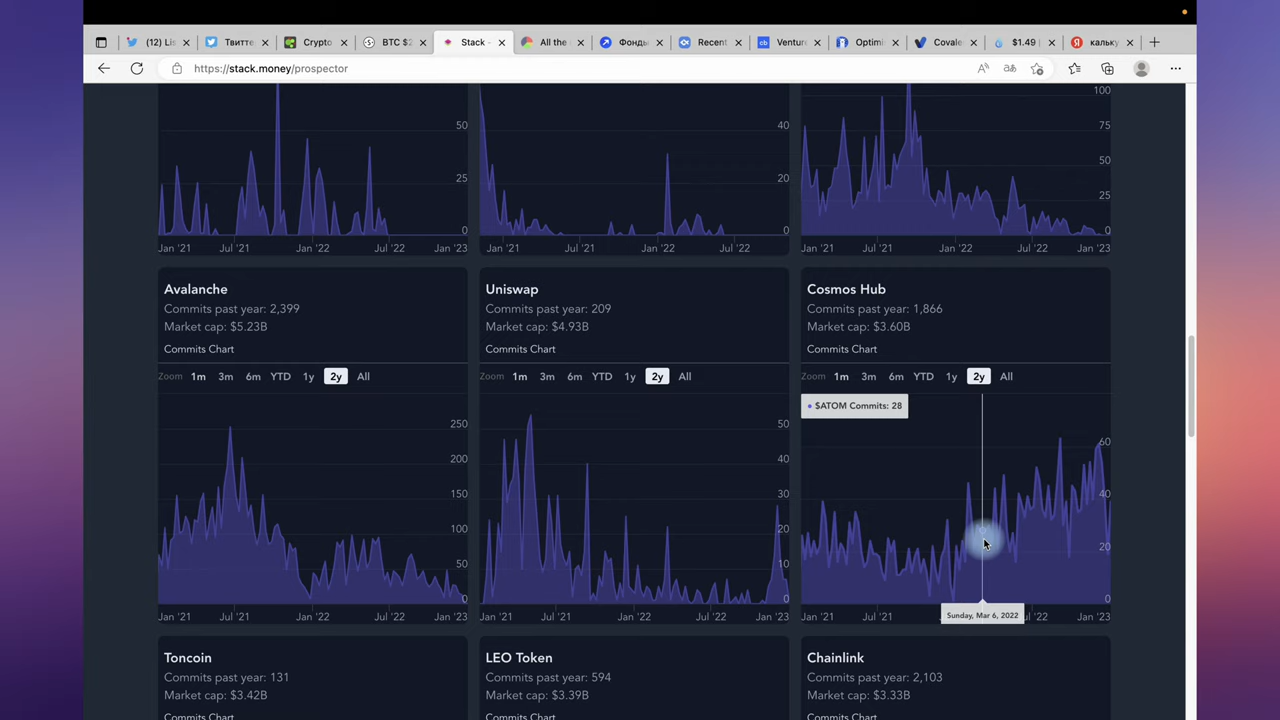 (12) Lis
Твитте
Crypto
BTC $2
Stack -
All the
Фонды
Recent
Ventur
Optimi
Covale
$1.49 |
кальку
https://stack.money/prospector
50
25
0
Jan '21 Jul '21 Jan '22 Jul '22 Jan '23
40
20
0
Jan '21 Jul '21 Jan '22 Jul '22
100
75
50
25
0
Jan '21 Jul '21 Jan '22 Jul '22 Jan '23
Avalanche
Commits past year: 2,399
Market cap: $5.23B
Commits Chart
Zoom 1m 3m 6m YTD 1y 2y All
250
200
150
100
50
0
Jan '21 Jul '21 Jan '22 Jul '22 Jan '23
Uniswap
Commits past year: 209
Market cap: $4.93B
Commits Chart
Zoom 1m 3m 6m YTD 1y 2y All
50
40
30
20
10
0
Jan '21 Jul '21 Jan '22 Jul '22 Jan '23
Cosmos Hub
Commits past year: 1,866
Market cap: $3.60B
Commits Chart
Zoom 1m 3m 6m YTD 1y 2y All
$ATOM Commits: 28
60
40
20
0
Jan '21 Jul '21 Sunday, Mar 6, 2022 Jul '22 Jan '23
Toncoin
Commits past year: 131
Market cap: $3.42B
Commits Chart
LEO Token
Commits past year: 594
Market cap: $3.39B
Commits Chart
Chainlink
Commits past year: 2,103
Market cap: $3.33B
Commits Chart